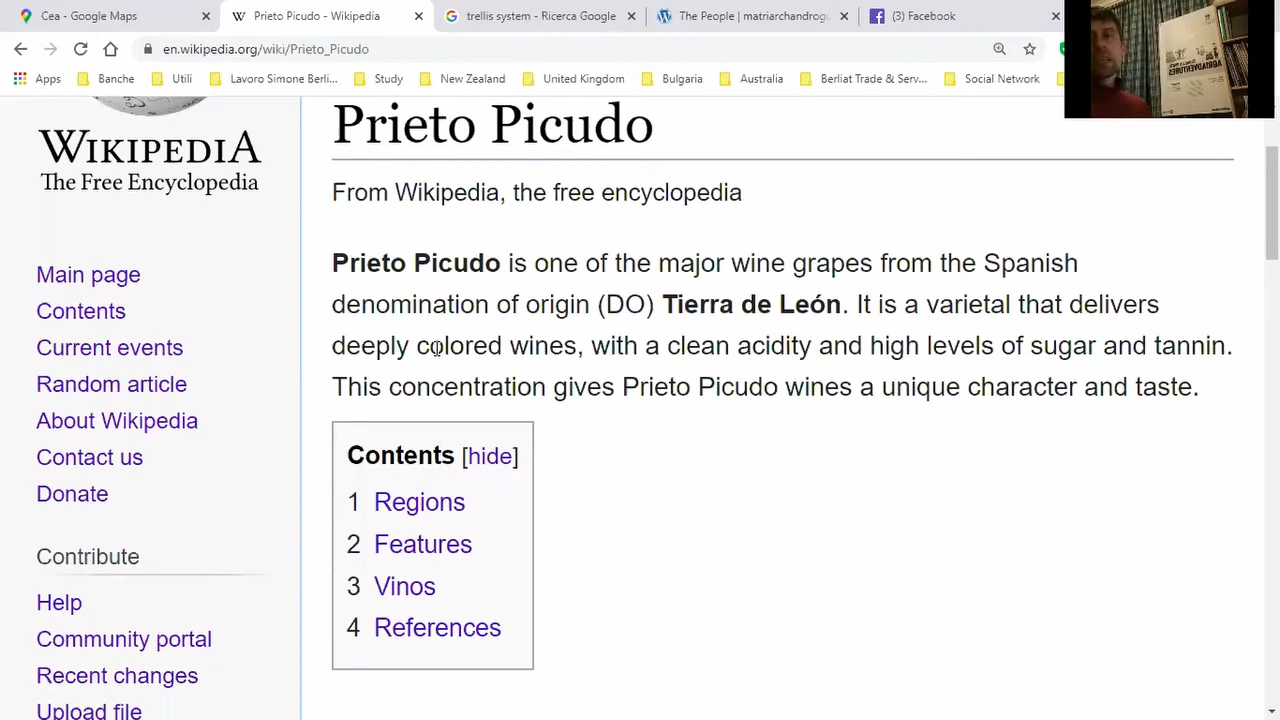 Cea - Google Maps
Prieto Picudo - Wikipedia
trellis system - Ricerca Google
The People | matriarchandrogu
(3) Facebook
en.wikipedia.org/wiki/Prieto_Picudo
Apps Banche Utili Lavoro Simone Berli... Study New Zealand United Kingdom Bulgaria Australia Berliat Trade & Serv... Social Network
AGRIADVENTURES
WIKIPEDIA
The Free Encyclopedia
Main page
Contents
Current events
Random article
About Wikipedia
Contact us
Donate
Contribute
Help
Community portal
Recent changes
Upload file
Prieto Picudo
From Wikipedia, the free encyclopedia
Prieto Picudo is one of the major wine grapes from the Spanish
denomination of origin (DO) Tierra de León. It is a varietal that delivers
deeply colored wines, with a clean acidity and high levels of sugar and tannin.
This concentration gives Prieto Picudo wines a unique character and taste.
Contents [hide]
1 Regions
2 Features
3 Vinos
4 References